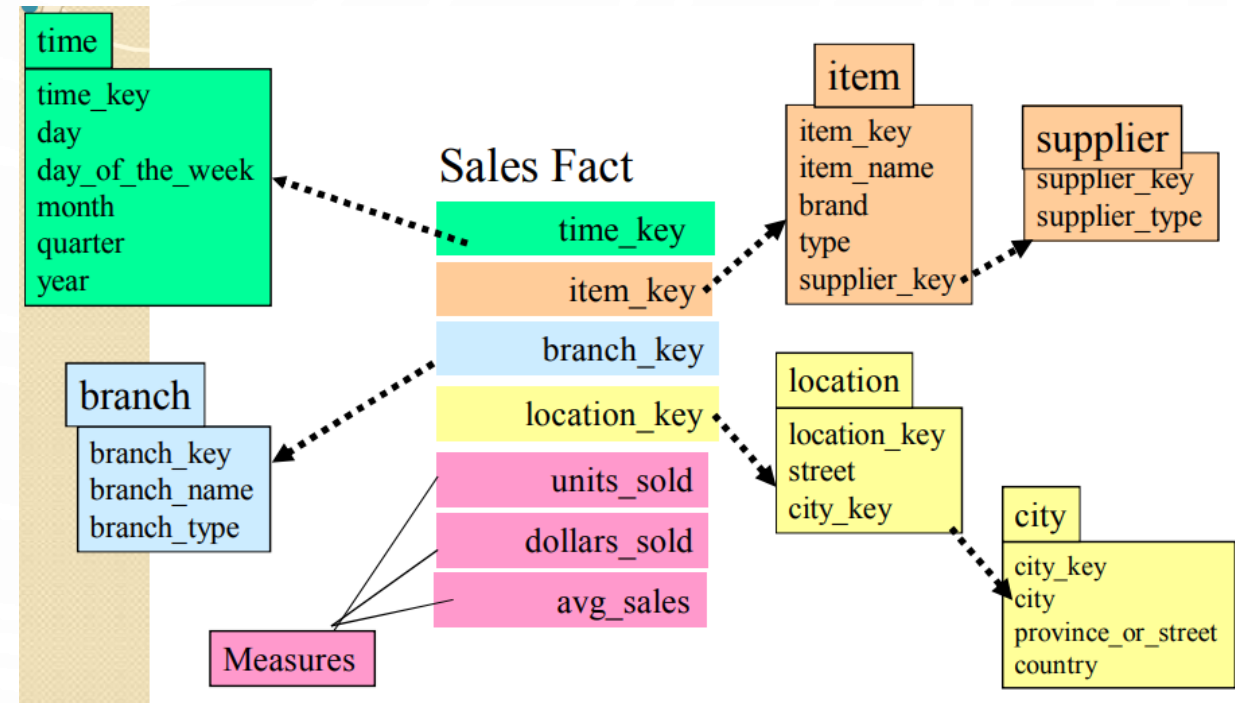 time
time_key
day
day_of_the_week
month
quarter
year
Sales Fact
time_key
item_key
branch_key
location_key
units_sold
dollars_sold
avg_sales
Measures
branch
branch_key
branch_name
branch_type
item
item_key
item_name
brand
type
supplier_key
supplier
supplier_key
supplier_type
location
location_key
street
city_key
city
city_key
city
province_or_street
country